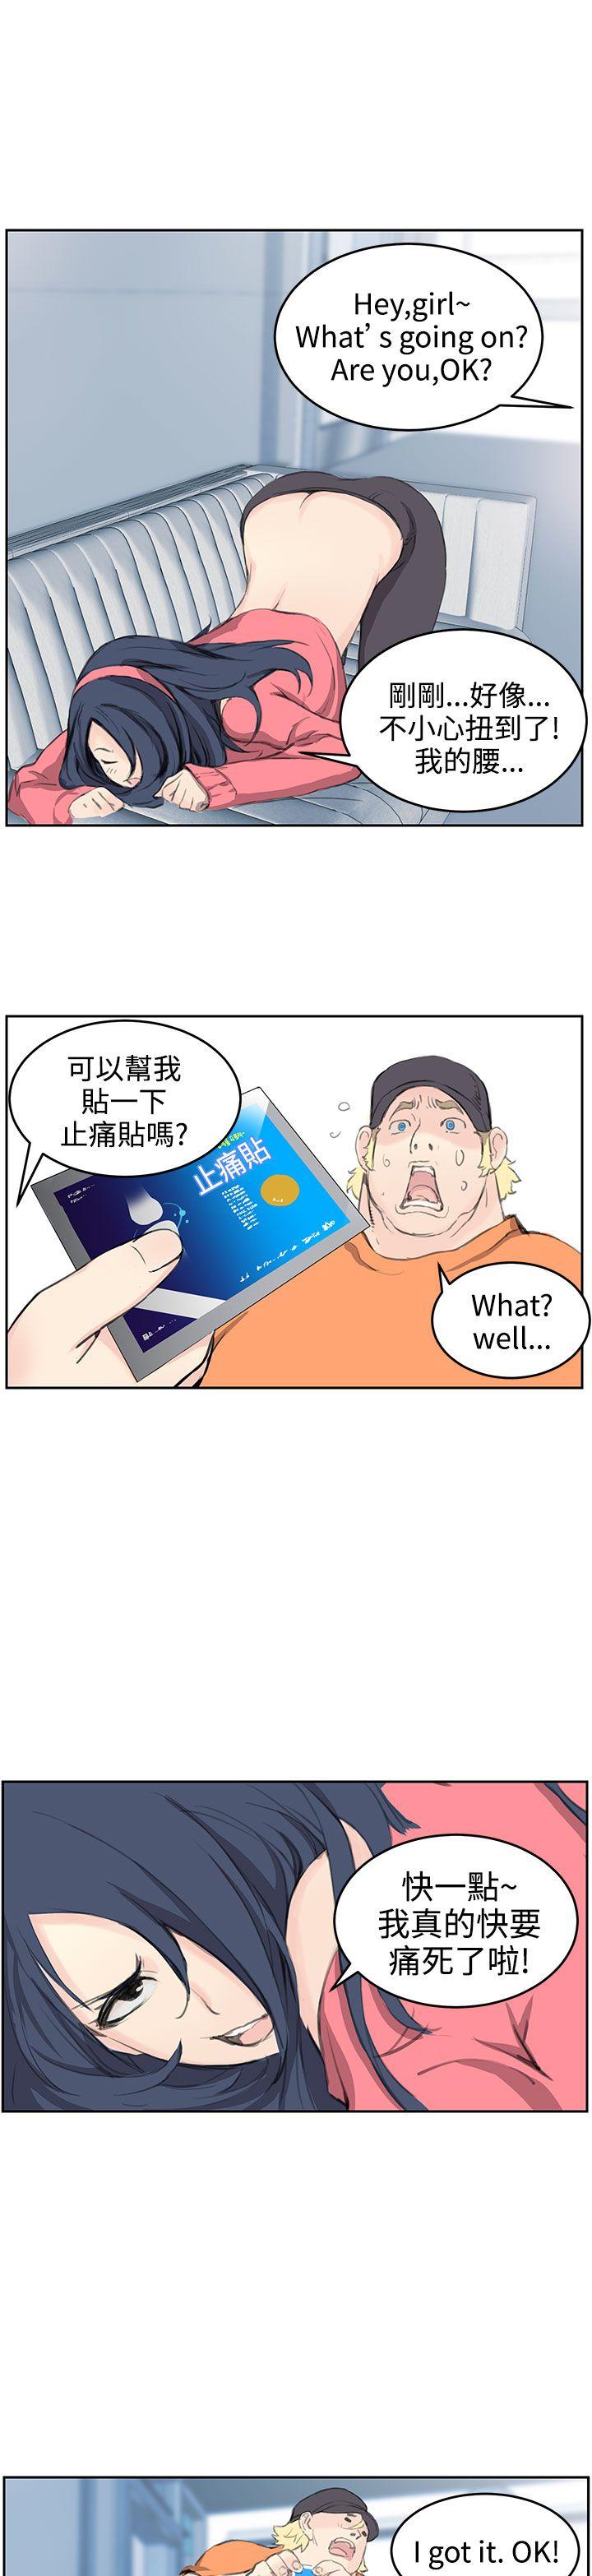 Hey,girl~
What's going on?
Are you,OK?
剛剛...好像...
不小心扭到了!
我的腰...
可以幫我
貼一下
止痛貼嗎?
止痛貼
What?
well...
快一點~
我真的快要
痛死了啦!
I got it. OK!